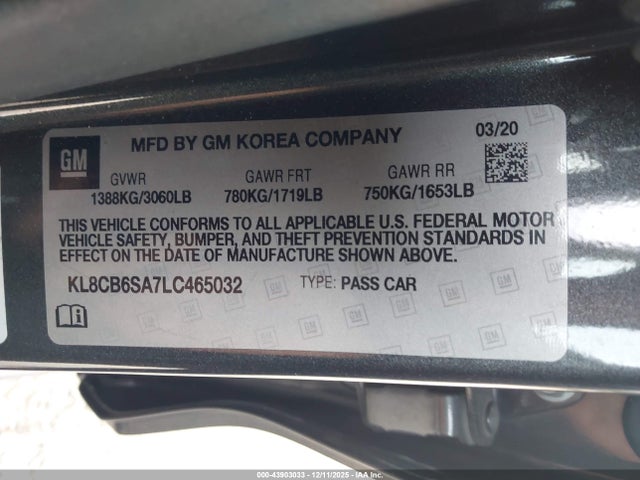 GM
MFD BY GM KOREA COMPANY
03/20
GVWR GAWR FRT GAWR RR
1388KG/3060LB 780KG/1719LB 750KG/1653LB
THIS VEHICLE CONFORMS TO ALL APPLICABLE U.S. FEDERAL MOTOR
VEHICLE SAFETY, BUMPER, AND THEFT PREVENTION STANDARDS IN
EFFECT ON THE DATE OF MANUFACTURE SHOWN ABOVE.
KL8CB6SA7LC465032 TYPE: PASS CAR
© 2000-43903033 - 12/11/2025 - IAA Inc.